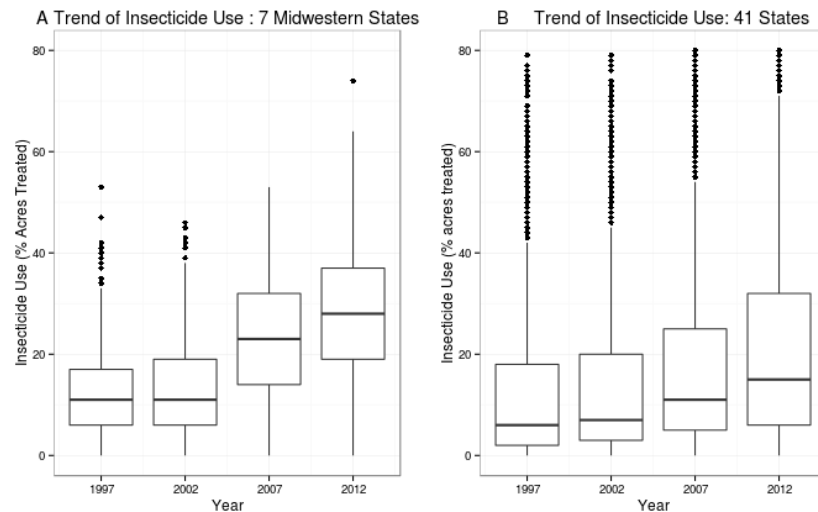 A Trend of Insecticide Use : 7 Midwestern States
Insecticide Use (% Acres Treated)
80
60
40
20
0
1997 2002 2007 2012
Year
B Trend of Insecticide Use: 41 States
Insecticide Use (% acres treated)
80
60
40
20
0
1997 2002 2007 2012
Year